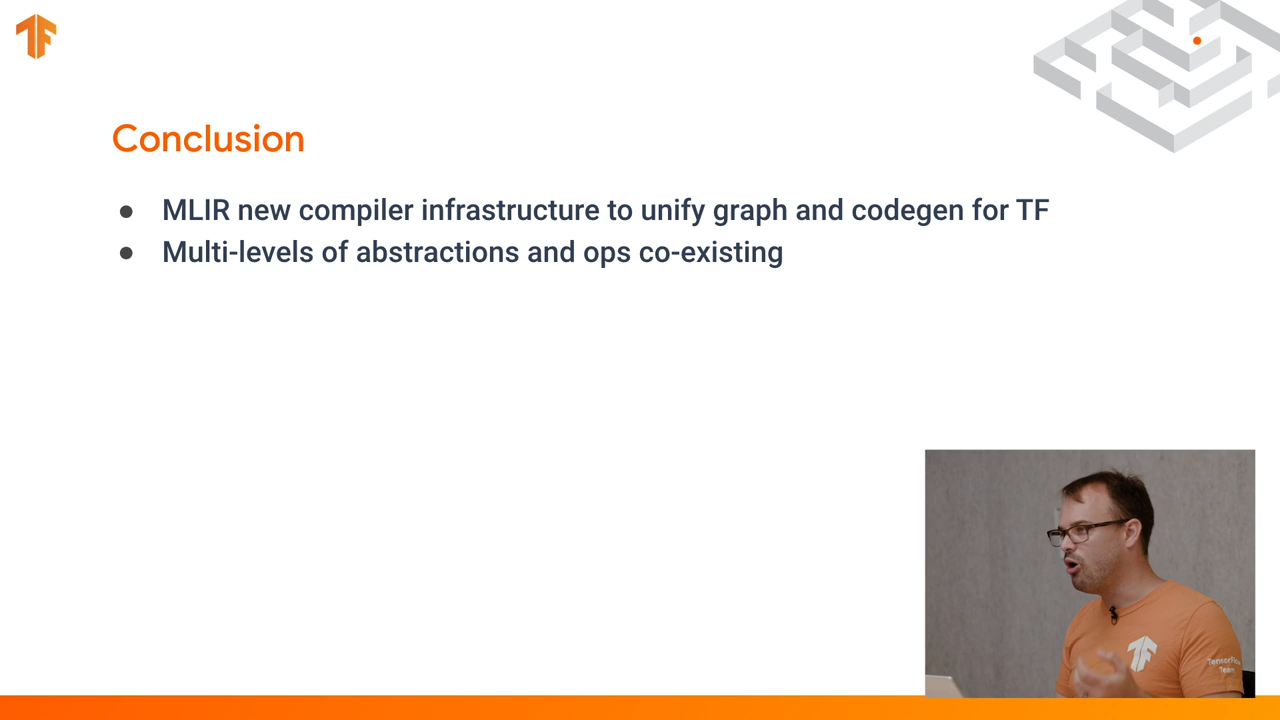 Conclusion
● MLIR new compiler infrastructure to unify graph and codegen for TF
● Multi-levels of abstractions and ops co-existing
Team